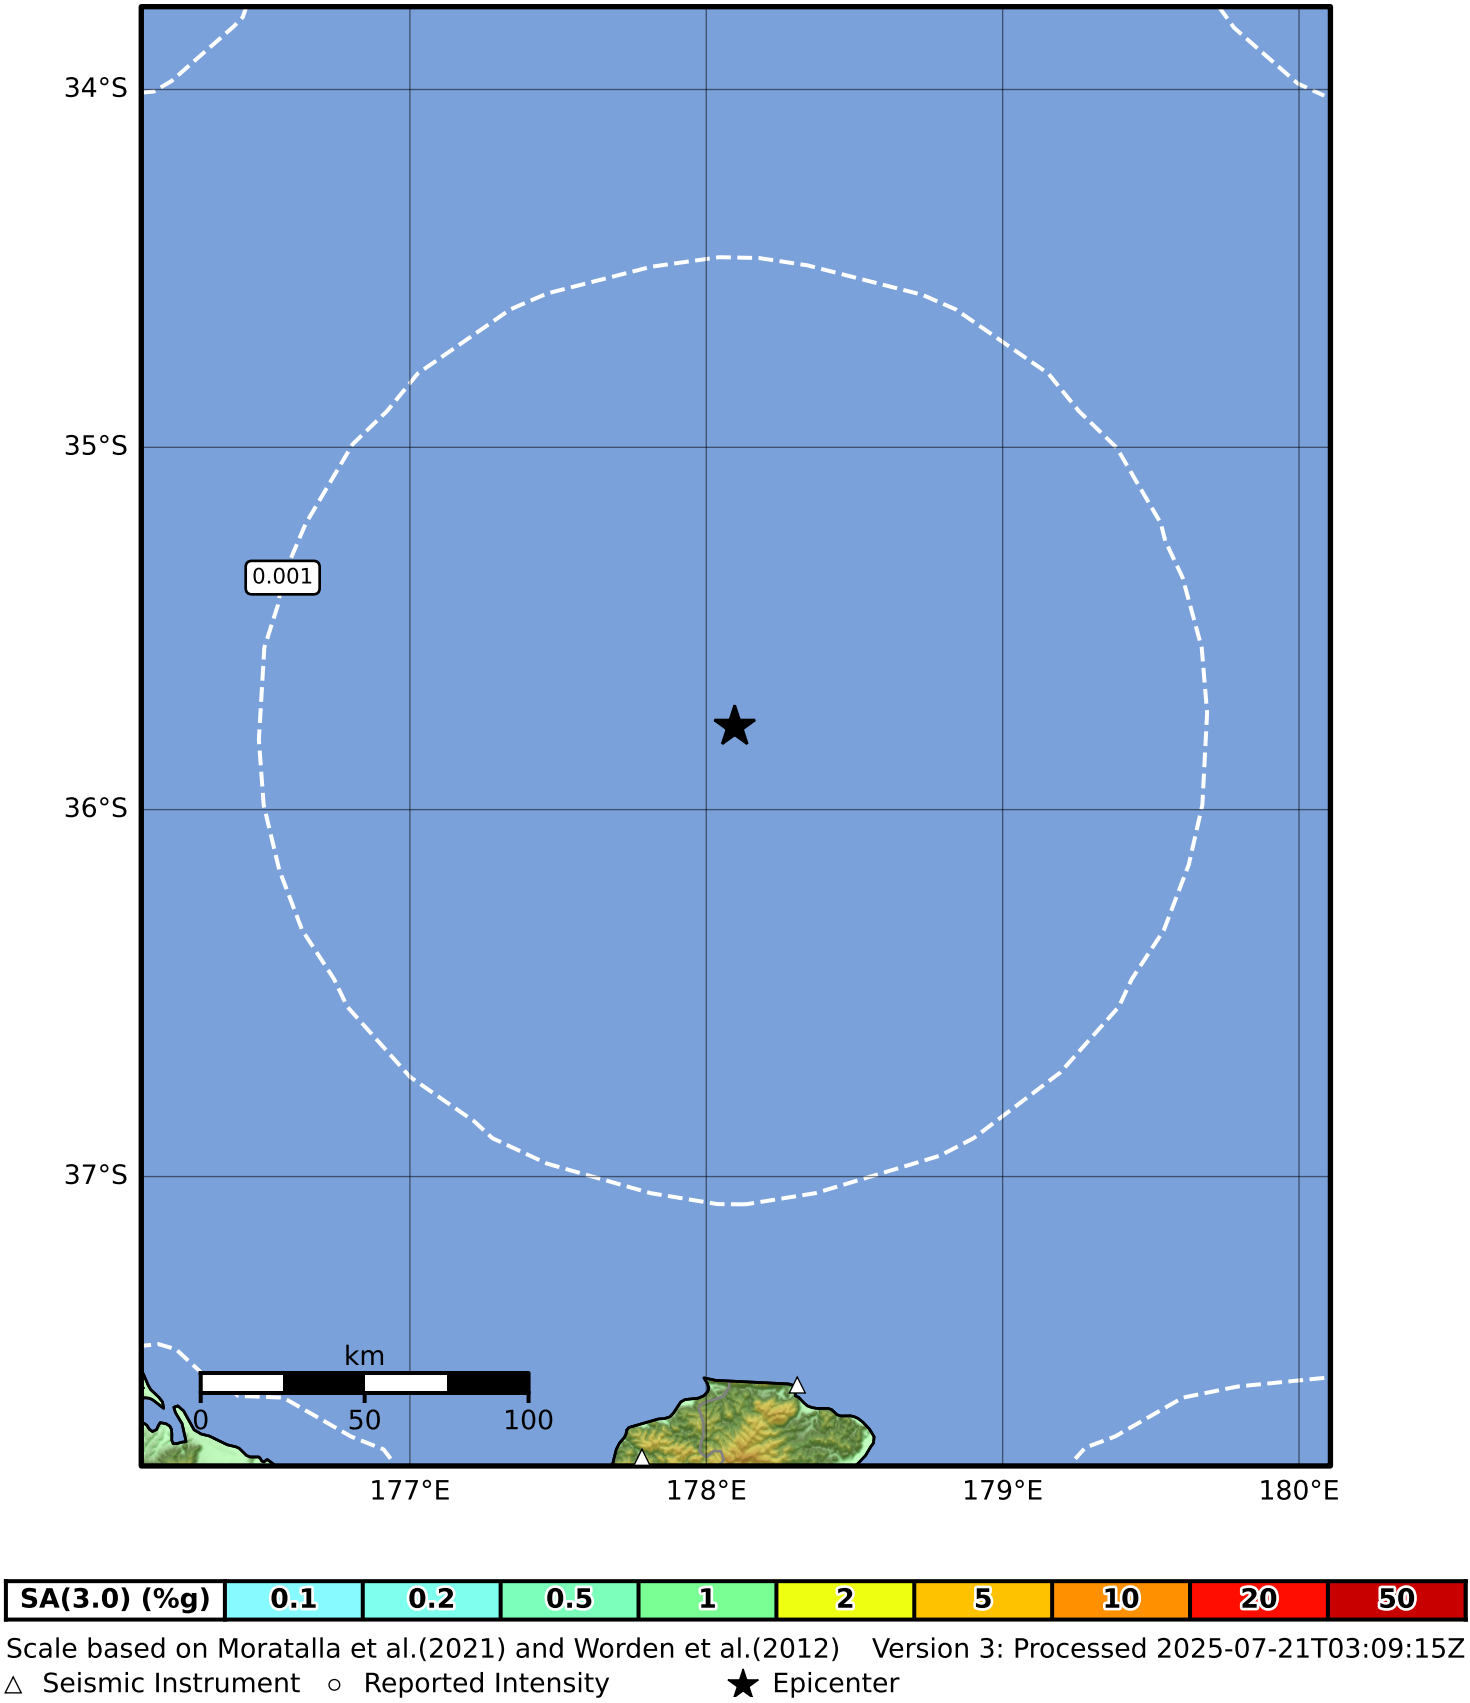 34°S
35°S
0.001
36°S
37°S
km
0 50 100
177°E 178°E 179°E 180°E
SA(3.0) (%g) 0.1 0.2 0.5 1 2 5 10 20 50
Scale based on Moratalla et al.(2021) and Worden et al.(2012) Version 3: Processed 2025-07-21T03:09:15Z
Seismic Instrument Reported Intensity Epicenter